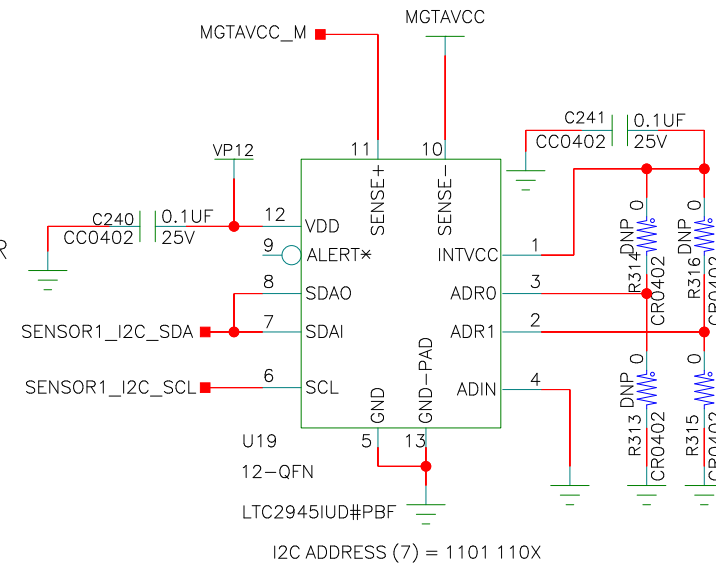 MGTAVCC
MGTAVCC_M
C241
0.1UF
CC0402
25V
VP12
11
10
SENSE+
SENSE-
C240
0.1UF
CC0402
25V
12
VDD
R
9
ALERT*
INTVCC
1
8
SDAO
ADR0
3
SENSOR1_I2C_SDA
7
SDAI
ADR1
2
SENSOR1_I2C_SCL
6
SCL
ADIN
4
GND
GND-PAD
5
13
0
DNP
R314
CR0402
0
DNP
R316
CR0402
0
DNP
R313
CR0402
0
R315
CR0402
U19
12-QFN
LTC2945IUD#PBF
I2C ADDRESS (7) = 1101 110X